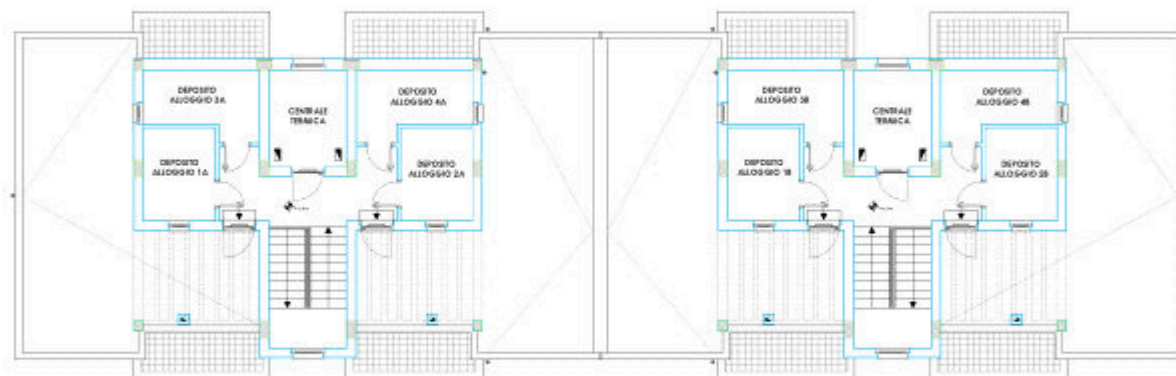 DEPOSITO
ALLOGGIO 3A
CENTRALE
TERMICA
DEPOSITO
ALLOGGIO 4A
DEPOSITO
ALLOGGIO 1A
DEPOSITO
ALLOGGIO 2A
DEPOSITO
ALLOGGIO 3B
CENTRALE
TERMICA
DEPOSITO
ALLOGGIO 4B
DEPOSITO
ALLOGGIO 1B
DEPOSITO
ALLOGGIO 2B